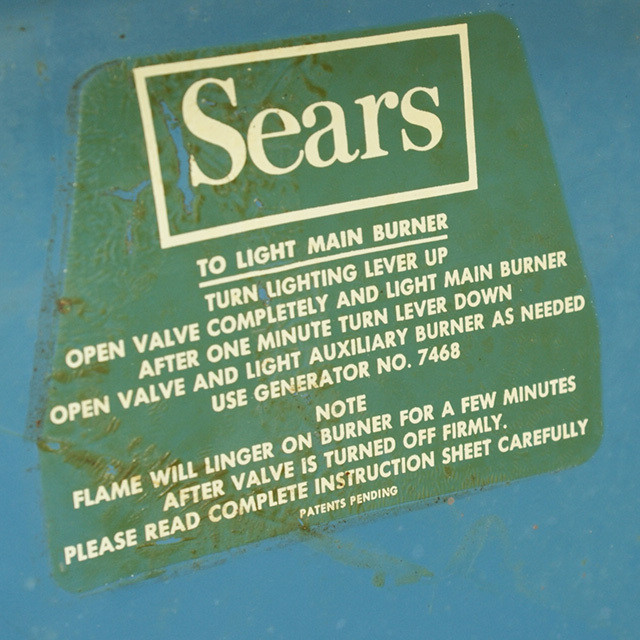 Sears
TO LIGHT MAIN BURNER
TURN LIGHTING LEVER UP
OPEN VALVE COMPLETELY AND LIGHT MAIN BURNER
AFTER ONE MINUTE TURN LEVER DOWN
OPEN VALVE AND LIGHT AUXILIARY BURNER AS NEEDED
USE GENERATOR NO. 7468
NOTE
FLAME WILL LINGER ON BURNER FOR A FEW MINUTES
AFTER VALVE IS TURNED OFF FIRMLY.
PLEASE READ COMPLETE INSTRUCTION SHEET CAREFULLY
PATENTS PENDING